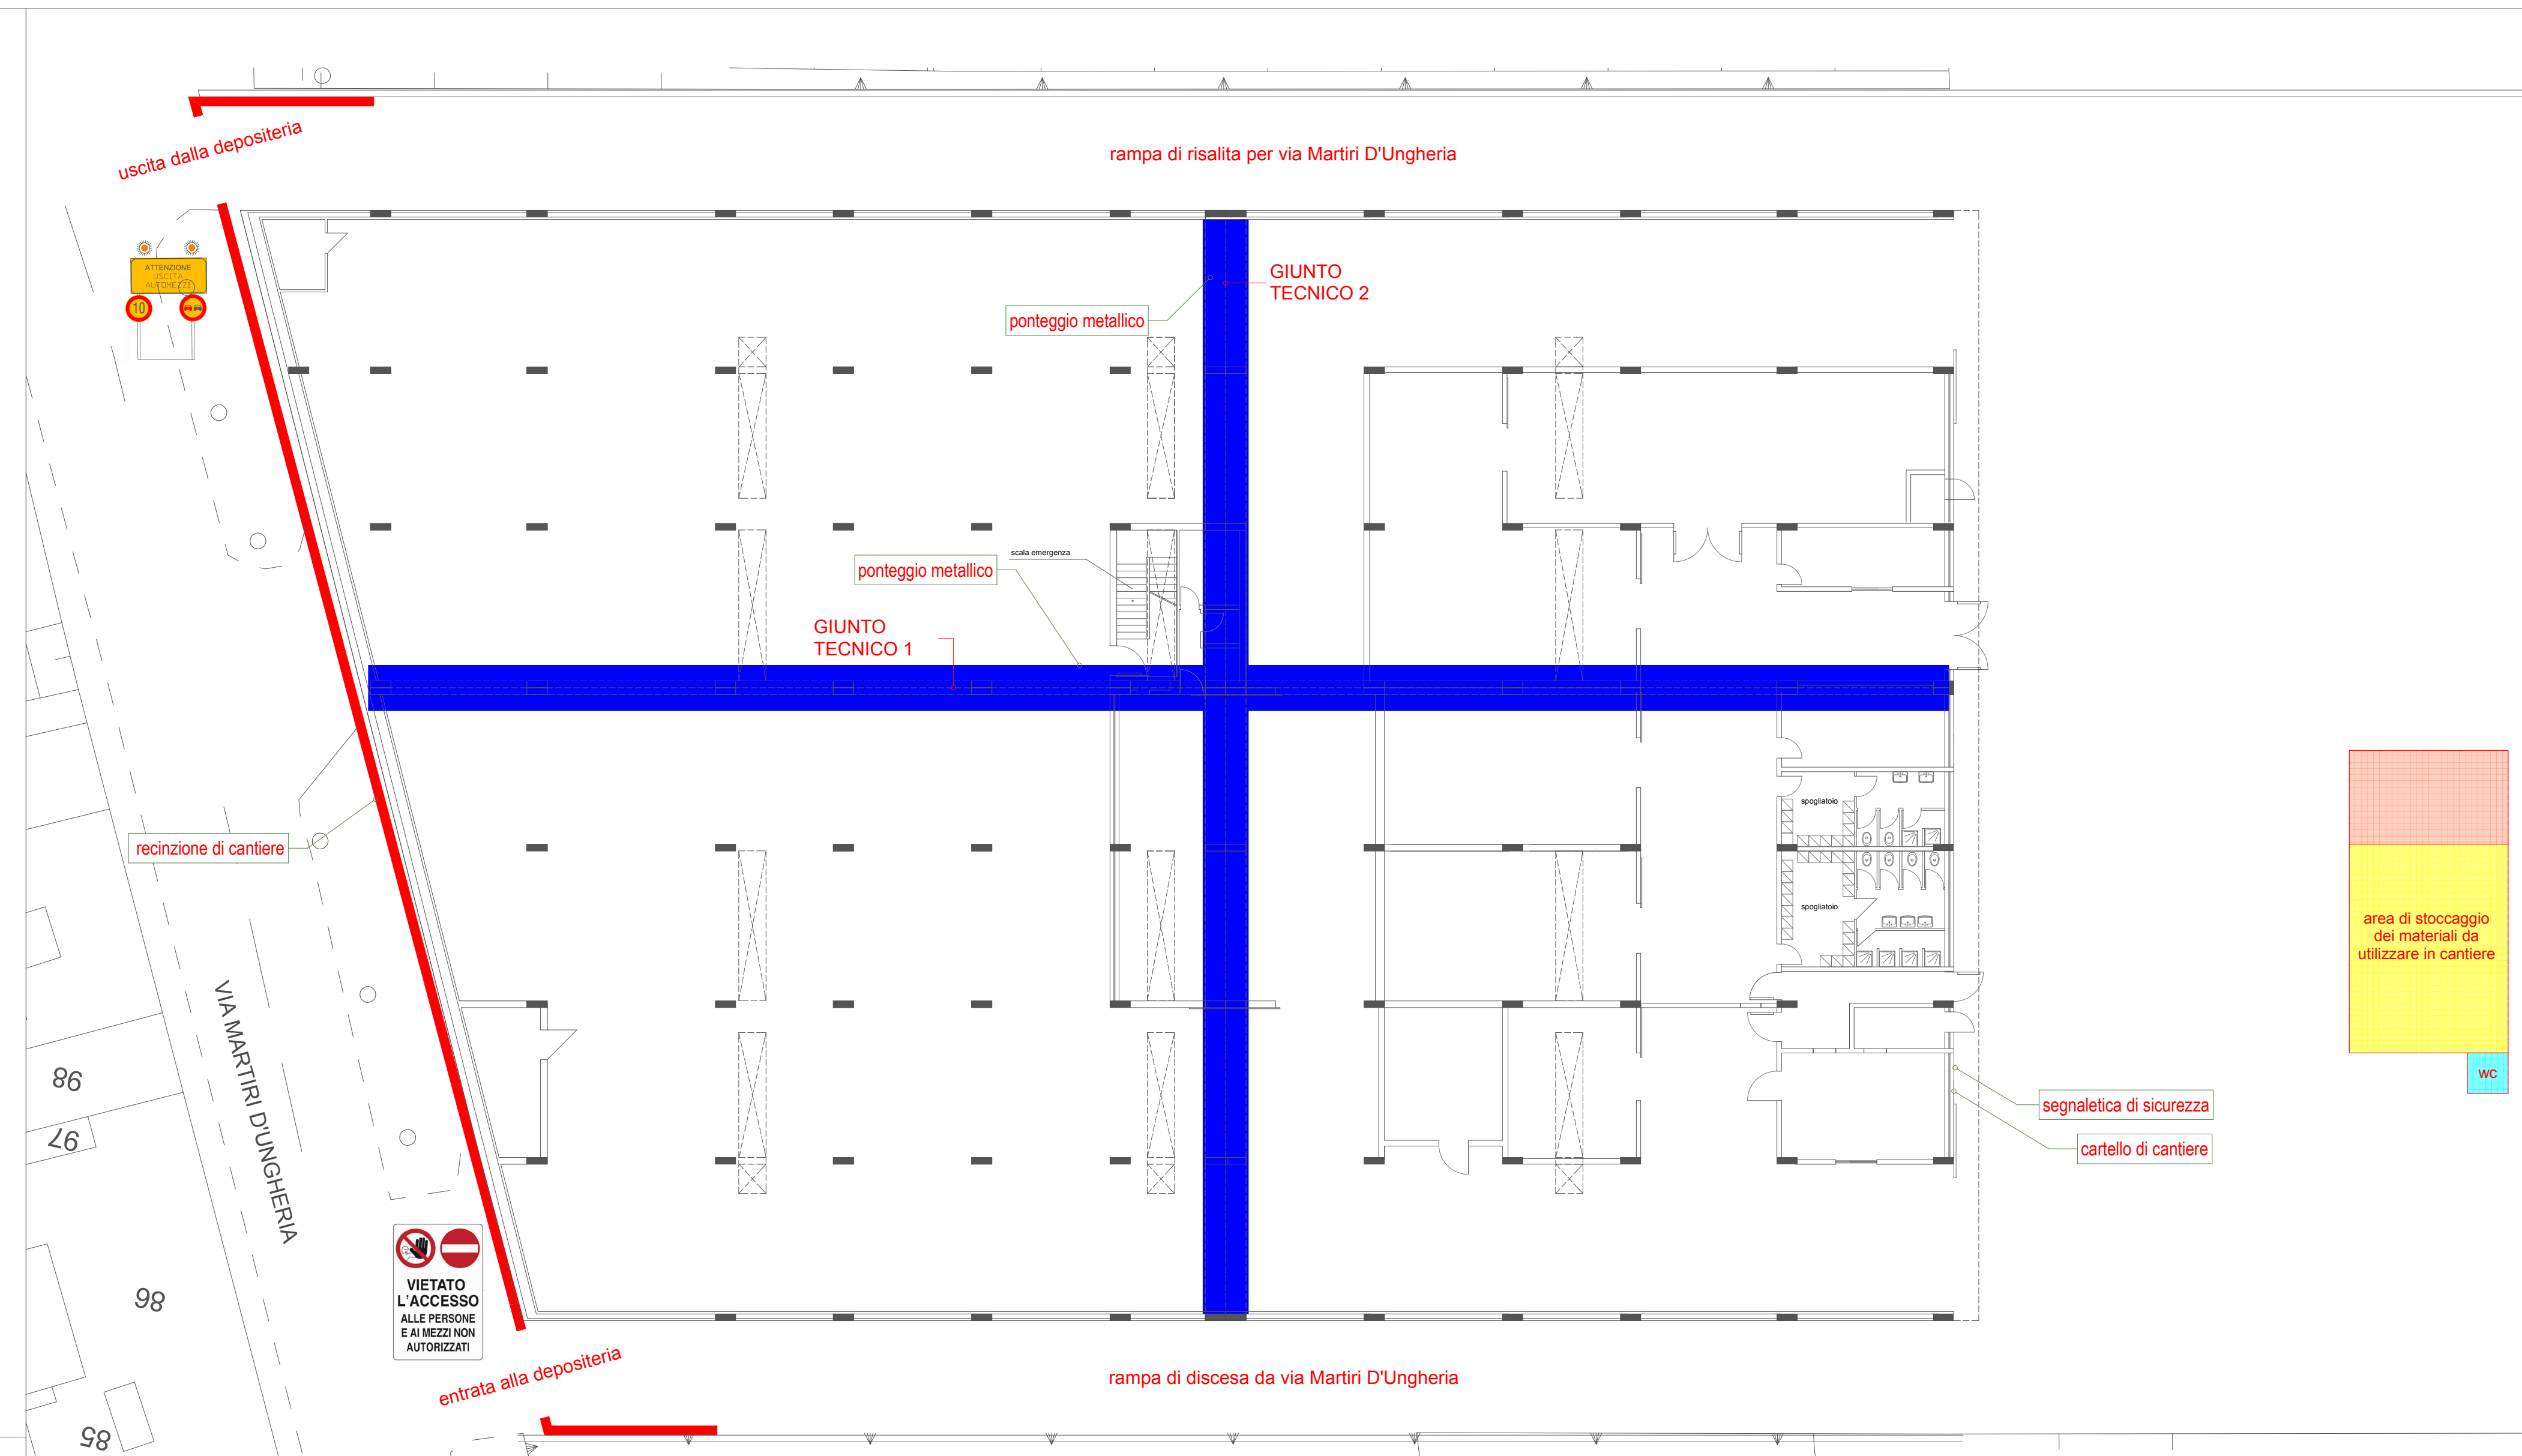 uscita dalla depositeria
rampa di risalita per via Martiri D'Ungheria
ATTENZIONE
USCITA
AUTOMEZZI
10
GIUNTO
TECNICO 2
ponteggio metallico
scala emergenza
ponteggio metallico
GIUNTO
TECNICO 1
recinzione di cantiere
spogliatoio
spogliatoio
area di stoccaggio
dei materiali da
utilizzare in cantiere
wc
segnaletica di sicurezza
cartello di cantiere
VIA MARTIRI D'UNGHERIA
98
97
86
85
VIETATO
L'ACCESSO
ALLE PERSONE
E AI MEZZI NON
AUTORIZZATI
entrata alla depositeria
rampa di discesa da via Martiri D'Ungheria